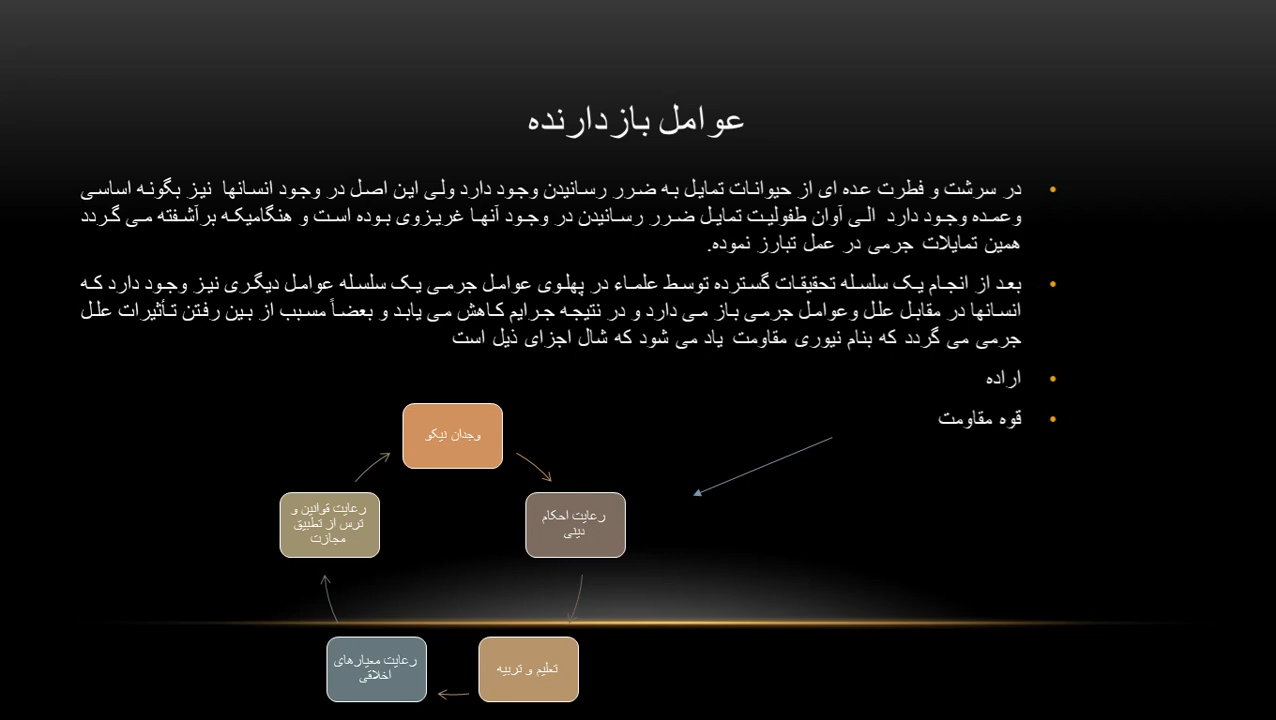 عوامل بازدارنده
در سرشت و فطرت عده ای از حیوانات تمایل به ضرر رسانیدن وجود دارد ولی این اصل در وجود انسانها نیز بگونه اساسی
وعمده وجود دارد الی آوان طفولیت تمایل ضرر رسانیدن در وجود آنها غریزوی بوده است و هنگامیکه برآشفته می گردد
همین تمایلات جرمی در عمل تبارز نموده.
بعد از انجام یک سلسله تحقیقات گسترده توسط علماء در پهلوی عوامل جرمی یک سلسله عوامل دیگری نیز وجود دارد که
انسانها در مقابل علل وعوامل جرمی باز می دارد و در نتیجه جرایم کاهش می یابد و بعضاً مسبب از بین رفتن تأثیرات علل
جرمی می گردد که بنام نیوری مقاومت یاد می شود که شال اجزای ذیل است
اراده
قوه مقاومت
وجدان نیکو
رعایت احکام
دینی
تعلیم و تربیه
رعایت معیارهای
اخلاقی
رعایت قوانین و
ترس از تطبیق
مجازت